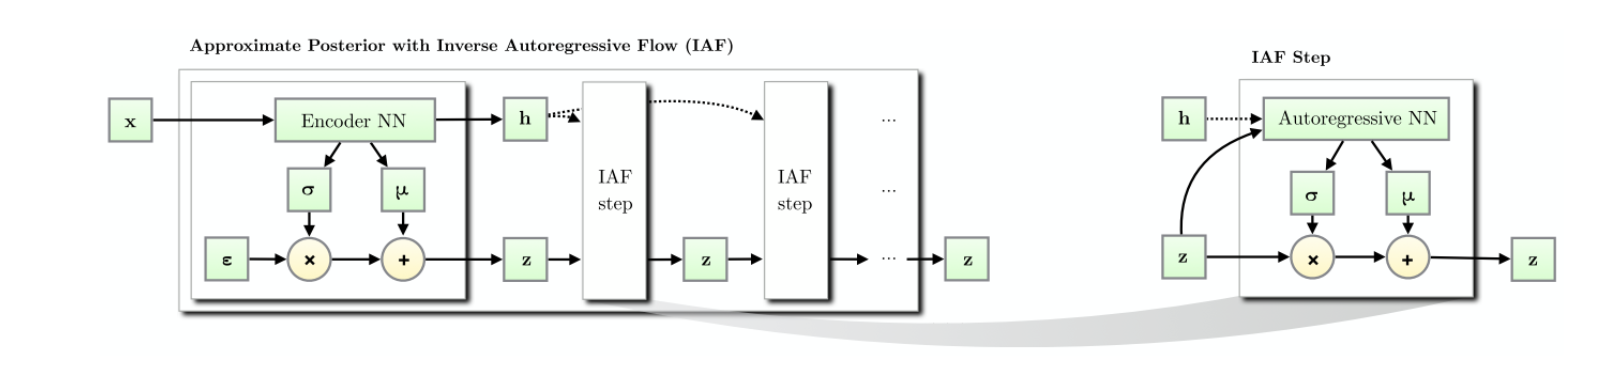 Approximate Posterior with Inverse Autoregressive Flow (IAF)
x
Encoder NN
h
σ
μ
ε
×
+
z
IAF
step
z
IAF
step
...
...
...
z
IAF Step
h
Autoregressive NN
σ
μ
z
×
+
z